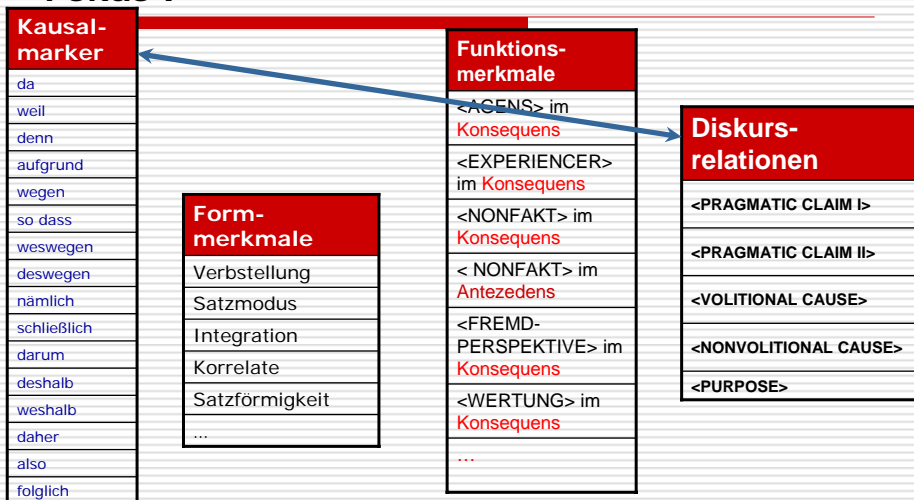 Kausal-
marker
da
weil
denn
aufgrund
wegen
so dass
weswegen
deswegen
nämlich
schließlich
darum
deshalb
weshalb
daher
also
folglich
Form-
merkmale
Verbstellung
Satzmodus
Integration
Korrelate
Satzförmigkeit
...
Funktions-
merkmale
<AGENS> im
Konsequens
<EXPERIENCER>
im Konsequens
<NONFAKT> im
Konsequens
< NONFAKT> im
Antezedens
<FREMD-
PERSPEKTIVE> im
Konsequens
<WERTUNG> im
Konsequens
...
Diskurs-
relationen
<PRAGMATIC CLAIM I>
<PRAGMATIC CLAIM II>
<VOLITIONAL CAUSE>
<NONVOLITIONAL CAUSE>
<PURPOSE>